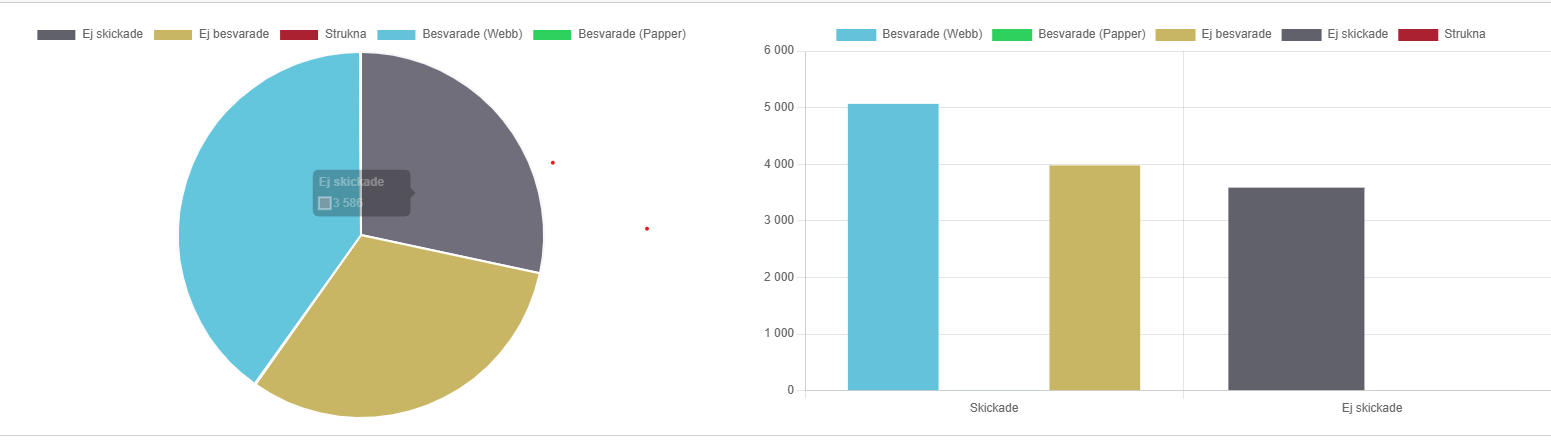 Ej skickade Ej besvarade Strukna Besvarade (Webb) Besvarade (Papper)
Ej skickade
3 586
Besvarade (Webb) Besvarade (Papper) Ej besvarade Ej skickade Strukna
6 000
5 000
4 000
3 000
2 000
1 000
0
Skickade Ej skickade